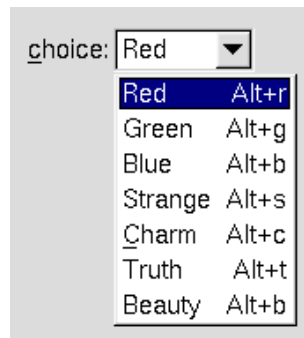 choice: Red
Red Alt+r
Green Alt+g
Blue Alt+b
Strange Alt+s
Charm Alt+c
Truth Alt+t
Beauty Alt+b